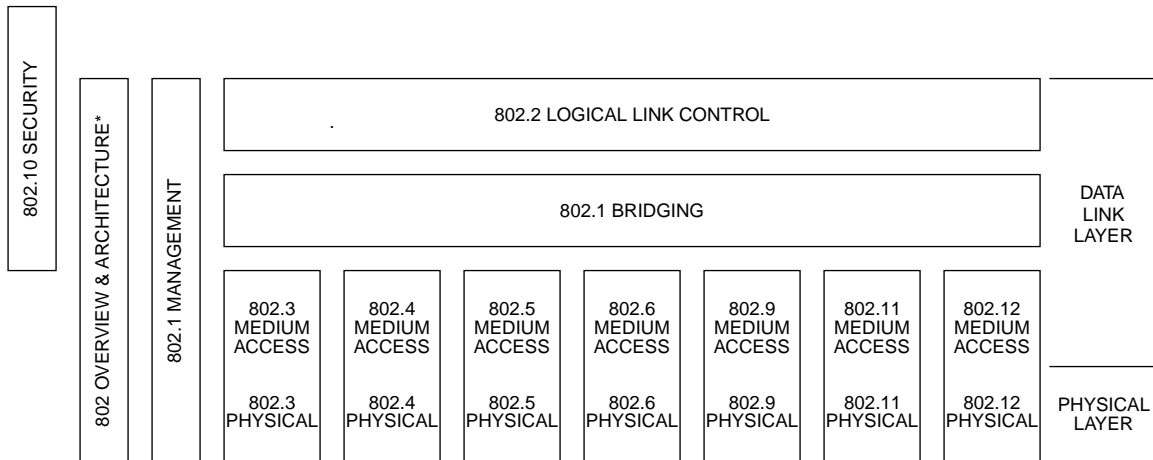 802.10 SECURITY
802 OVERVIEW & ARCHITECTURE*
802.1 MANAGEMENT
802.2 LOGICAL LINK CONTROL
.
802.1 BRIDGING
DATA
LINK
LAYER
802.3
MEDIUM
ACCESS
802.4
MEDIUM
ACCESS
802.5
MEDIUM
ACCESS
802.6
MEDIUM
ACCESS
802.9
MEDIUM
ACCESS
802.11
MEDIUM
ACCESS
802.12
MEDIUM
ACCESS
802.3
PHYSICAL
802.4
PHYSICAL
802.5
PHYSICAL
802.6
PHYSICAL
802.9
PHYSICAL
802.11
PHYSICAL
802.12
PHYSICAL
PHYSICAL
LAYER